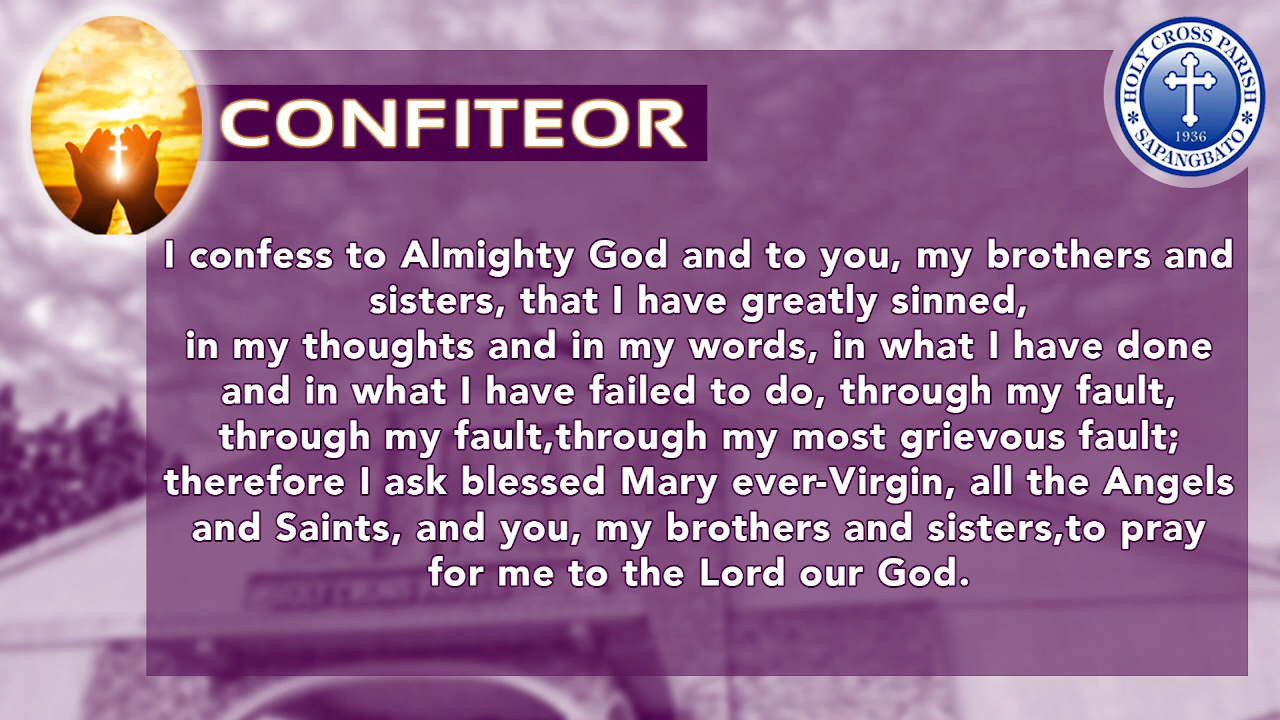 CONFITEOR
HOLY CROSS PARISH
1936
* SAPANGBATO *
I confess to Almighty God and to you, my brothers and
sisters, that I have greatly sinned,
in my thoughts and in my words, in what I have done
and in what I have failed to do, through my fault,
through my fault,through my most grievous fault;
therefore I ask blessed Mary ever-Virgin, all the Angels
and Saints, and you, my brothers and sisters,to pray
for me to the Lord our God.